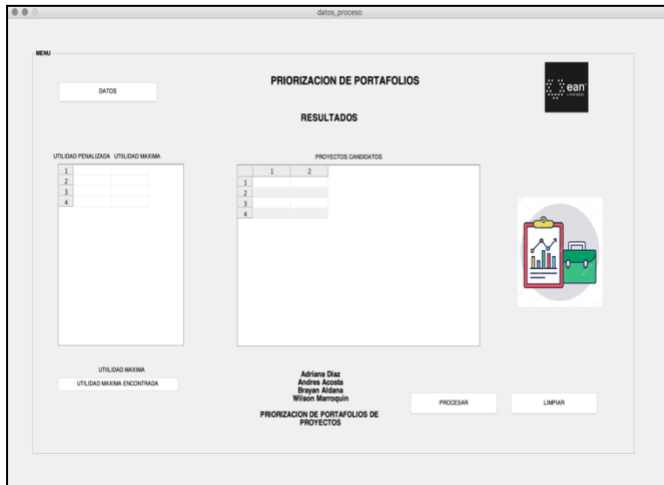 datos_proceso
MENU
DATOS
PRIORIZACION DE PORTAFOLIOS
ean
RESULTADOS
UTILIDAD PENALIZADA UTILIDAD MAXIMA
PROYECTOS CANDIDATOS
1 2
1
2
3
4
1
2
3
4
UTILIDAD MAXIMA
UTILIDAD MAXIMA ENCONTRADA
Adriana Diaz
Andres Acosta
Brayan Aldana
Wilson Marroquin
PRIORIZACION DE PORTAFOLIOS DE
PROYECTOS
PROCESAR
LIMPIAR